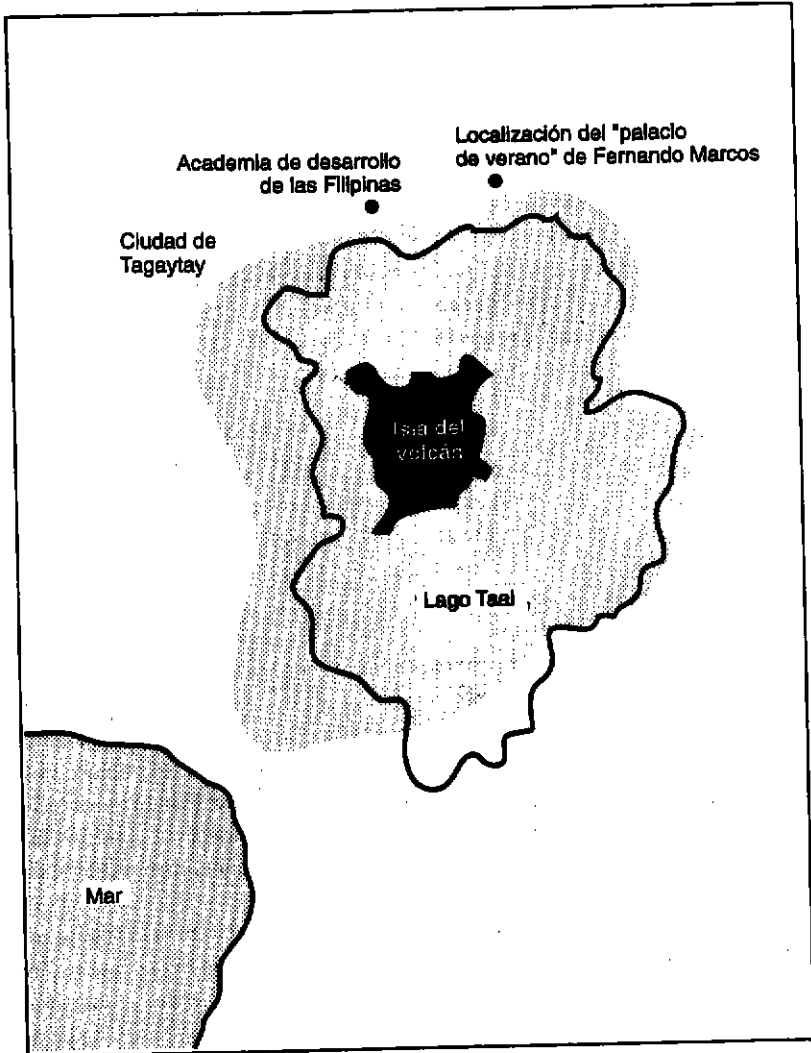 Localización del "palacio
de verano" de Fernando Marcos
Academia de desarrollo
de las Filipinas
Ciudad de
Tagaytay
Isla del
volcán
Lago Taal
Mar